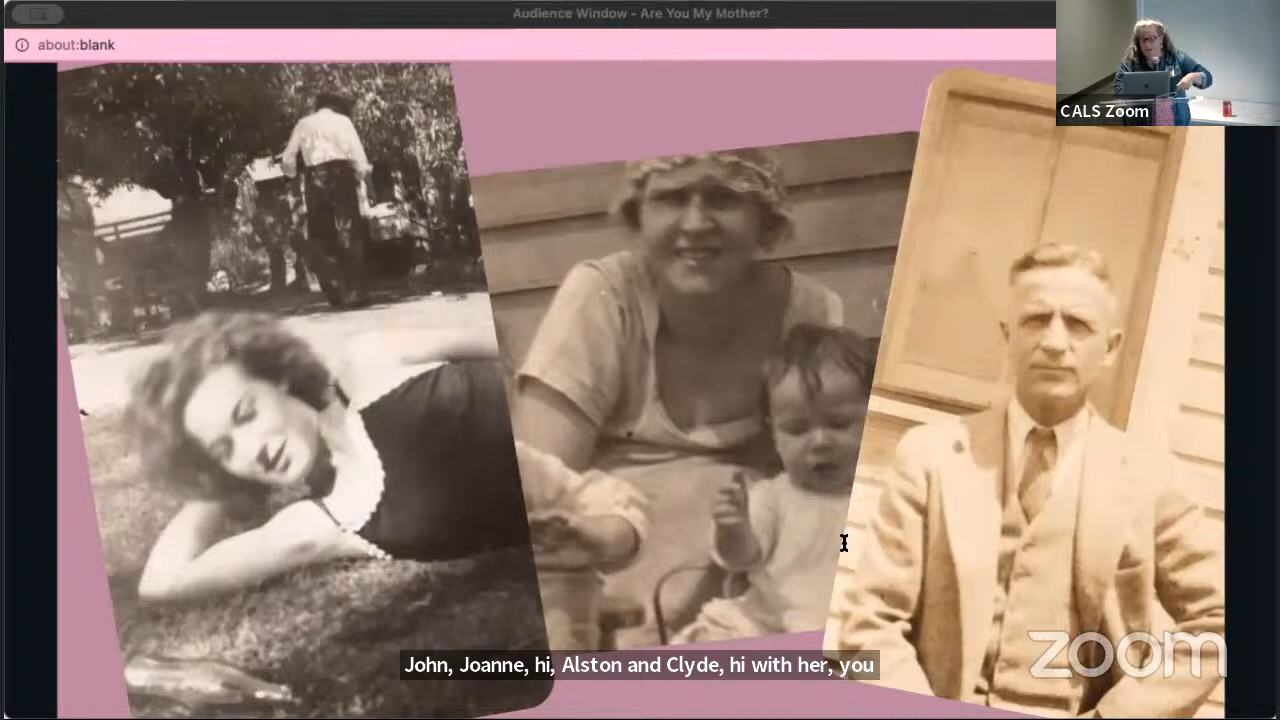 Audience Window - Are You My Mother?
about:blank
CALS Zoom
John, Joanne, hi, Alston and Clyde, hi with her, you
zoom